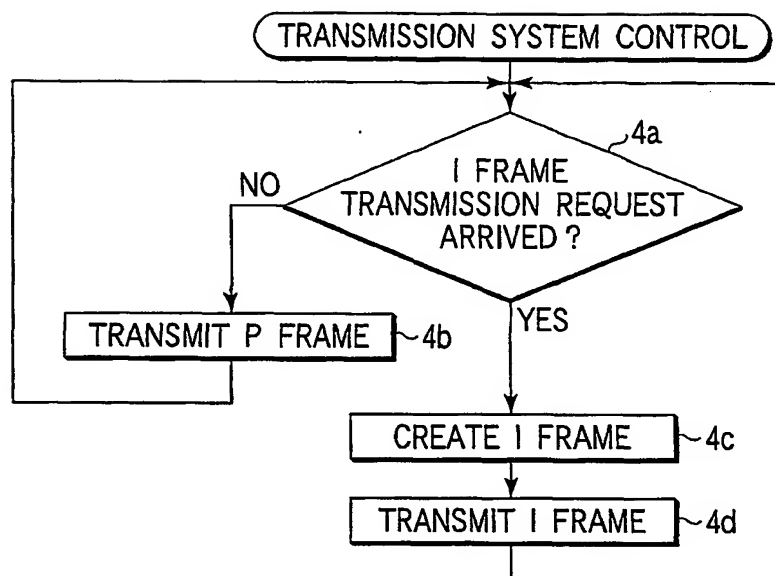 TRANSMISSION SYSTEM CONTROL
4a
I FRAME
TRANSMISSION REQUEST
ARRIVED?
NO
YES
TRANSMIT P FRAME
4b
CREATE I FRAME
4c
TRANSMIT I FRAME
4d